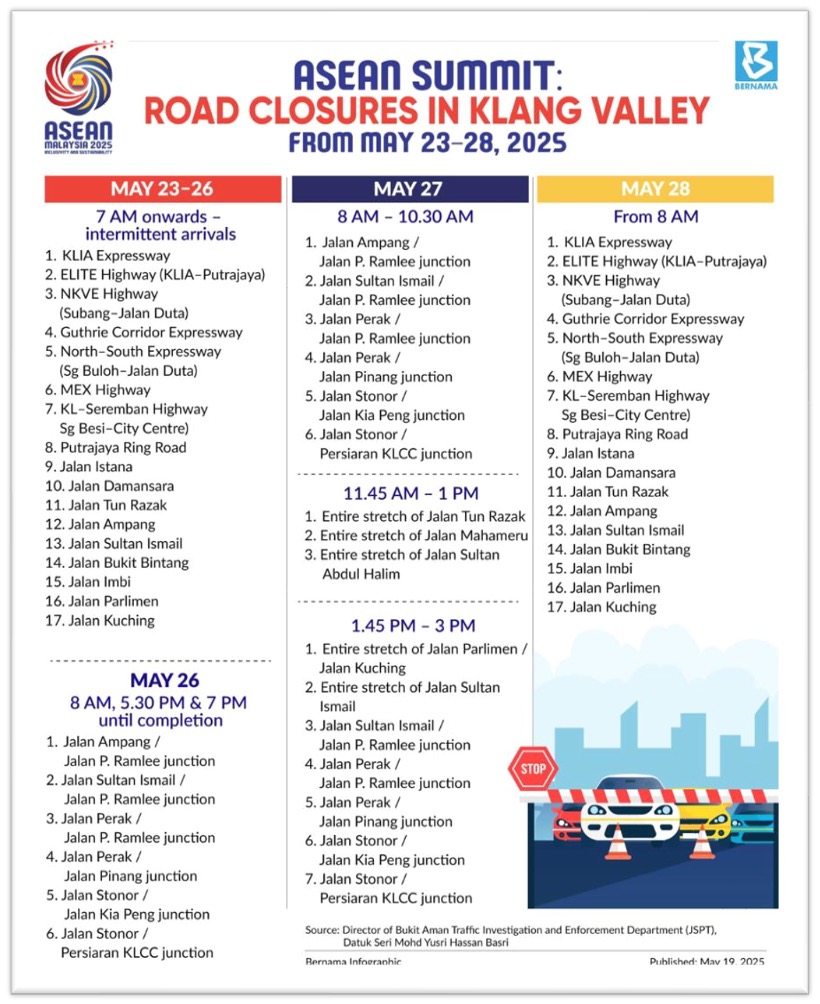 ASEAN
MALAYSIA 2025
INCLUSIVITY AND SUSTAINABILITY
ASEAN SUMMIT:
ROAD CLOSURES IN KLANG VALLEY
FROM MAY 23–28, 2025
BERNAMA
MAY 23–26
7 AM onwards –
intermittent arrivals
1. KLIA Expressway
2. ELITE Highway (KLIA–Putrajaya)
3. NKVE Highway
(Subang–Jalan Duta)
4. Guthrie Corridor Expressway
5. North–South Expressway
(Sg Buloh–Jalan Duta)
6. MEX Highway
7. KL–Seremban Highway
Sg Besi–City Centre)
8. Putrajaya Ring Road
9. Jalan Istana
10. Jalan Damansara
11. Jalan Tun Razak
12. Jalan Ampang
13. Jalan Sultan Ismail
14. Jalan Bukit Bintang
15. Jalan Imbi
16. Jalan Parlimen
17. Jalan Kuching
MAY 26
8 AM, 5.30 PM & 7 PM
until completion
1. Jalan Ampang /
Jalan P. Ramlee junction
2. Jalan Sultan Ismail /
Jalan P. Ramlee junction
3. Jalan Perak /
Jalan P. Ramlee junction
4. Jalan Perak /
Jalan Pinang junction
5. Jalan Stonor /
Jalan Kia Peng junction
6. Jalan Stonor /
Persiaran KLCC junction
MAY 27
8 AM – 10.30 AM
1. Jalan Ampang /
Jalan P. Ramlee junction
2. Jalan Sultan Ismail /
Jalan P. Ramlee junction
3. Jalan Perak /
Jalan P. Ramlee junction
4. Jalan Perak /
Jalan Pinang junction
5. Jalan Stonor /
Jalan Kia Peng junction
6. Jalan Stonor /
Persiaran KLCC junction
11.45 AM – 1 PM
1. Entire stretch of Jalan Tun Razak
2. Entire stretch of Jalan Mahameru
3. Entire stretch of Jalan Sultan
Abdul Halim
1.45 PM – 3 PM
1. Entire stretch of Jalan Parlimen /
Jalan Kuching
2. Entire stretch of Jalan Sultan
Ismail
3. Jalan Sultan Ismail /
Jalan P. Ramlee junction
4. Jalan Perak /
Jalan P. Ramlee junction
5. Jalan Perak /
Jalan Pinang junction
6. Jalan Stonor /
Jalan Kia Peng junction
7. Jalan Stonor /
Persiaran KLCC junction
MAY 28
From 8 AM
1. KLIA Expressway
2. ELITE Highway (KLIA–Putrajaya)
3. NKVE Highway
(Subang–Jalan Duta)
4. Guthrie Corridor Expressway
5. North–South Expressway
(Sg Buloh–Jalan Duta)
6. MEX Highway
7. KL–Seremban Highway
Sg Besi–City Centre)
8. Putrajaya Ring Road
9. Jalan Istana
10. Jalan Damansara
11. Jalan Tun Razak
12. Jalan Ampang
13. Jalan Sultan Ismail
14. Jalan Bukit Bintang
15. Jalan Imbi
16. Jalan Parlimen
17. Jalan Kuching
STOP
Source: Director of Bukit Aman Traffic Investigation and Enforcement Department (JSPT),
Datuk Seri Mohd Yusri Hassan Basri
Bernama Infographic
Published: May 19, 2025